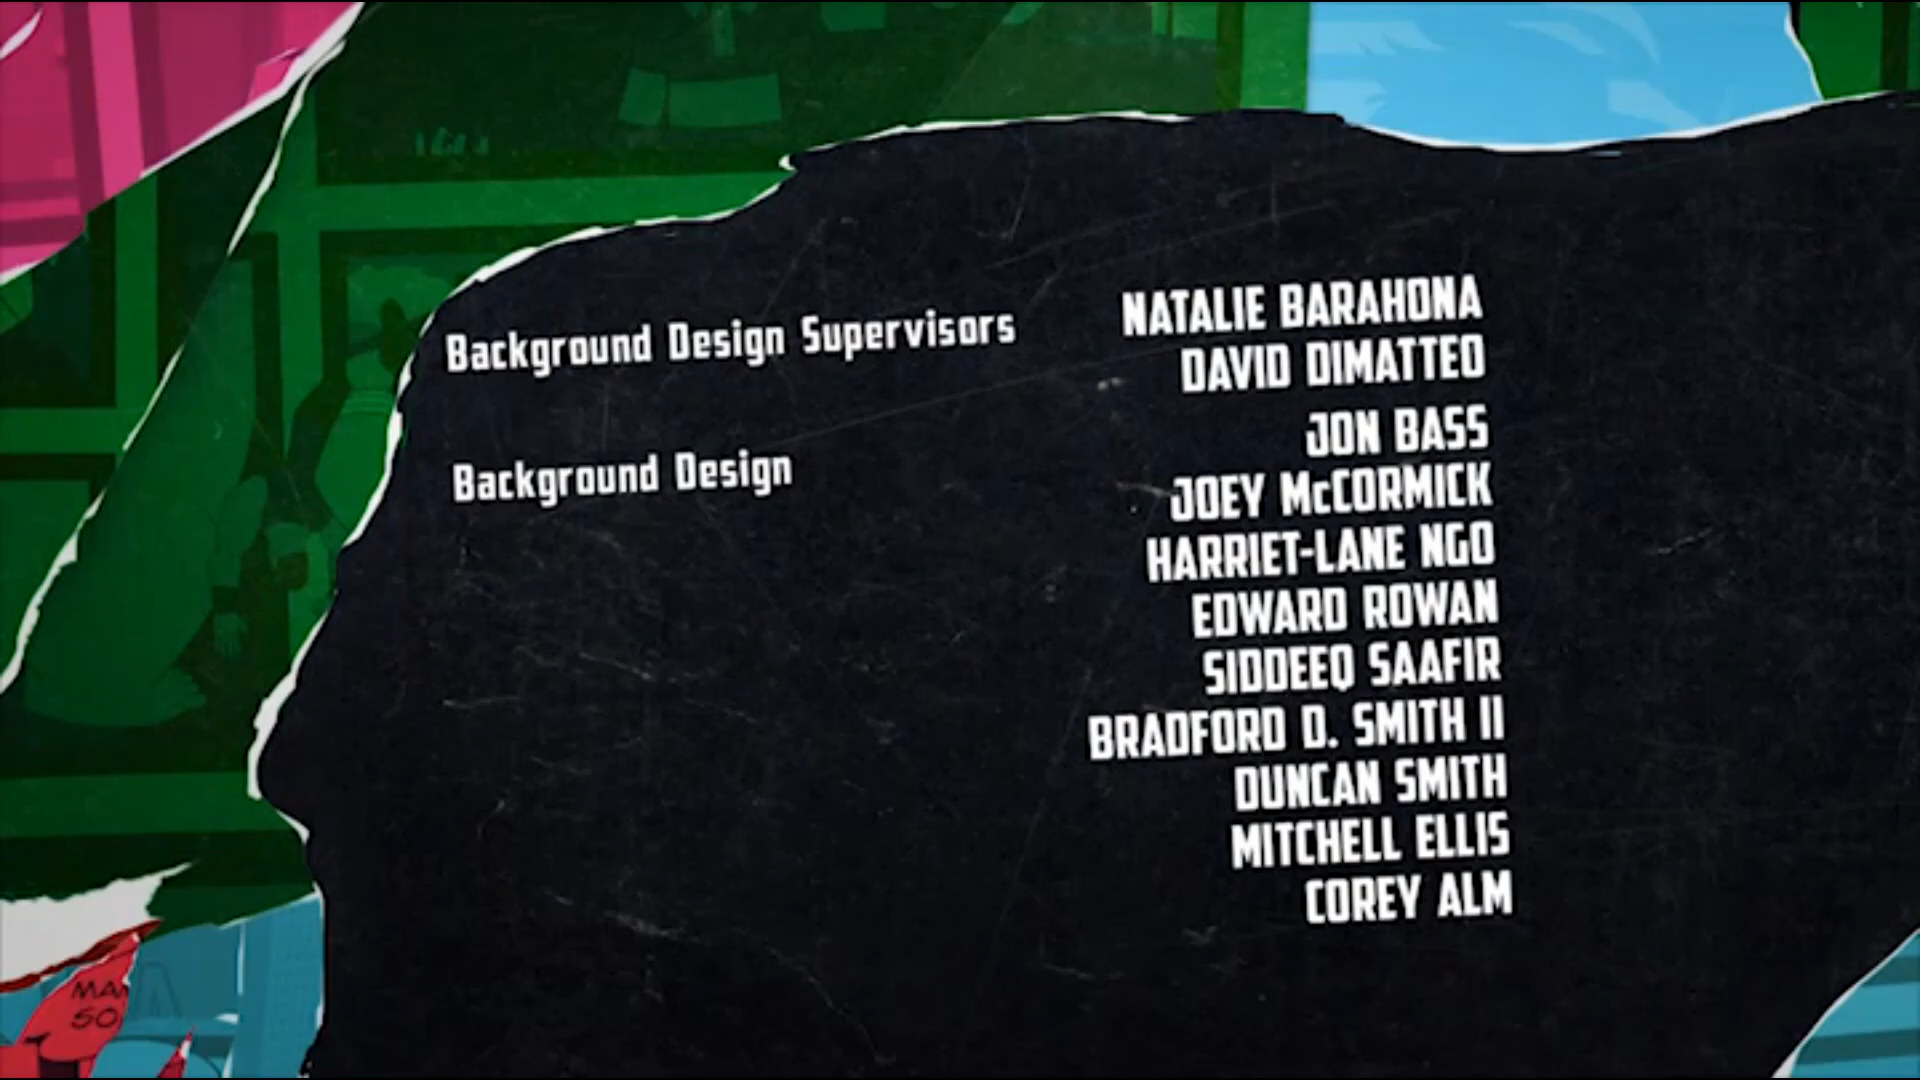 Background Design Supervisors
NATALIE BARAHONA
DAVID DIMATTEO
Background Design
JON BASS
JOEY McCORMICK
HARRIET-LANE NGO
EDWARD ROWAN
SIDDEEQ SAAFIR
BRADFORD D. SMITH II
DUNCAN SMITH
MITCHELL ELLIS
COREY ALM
SO